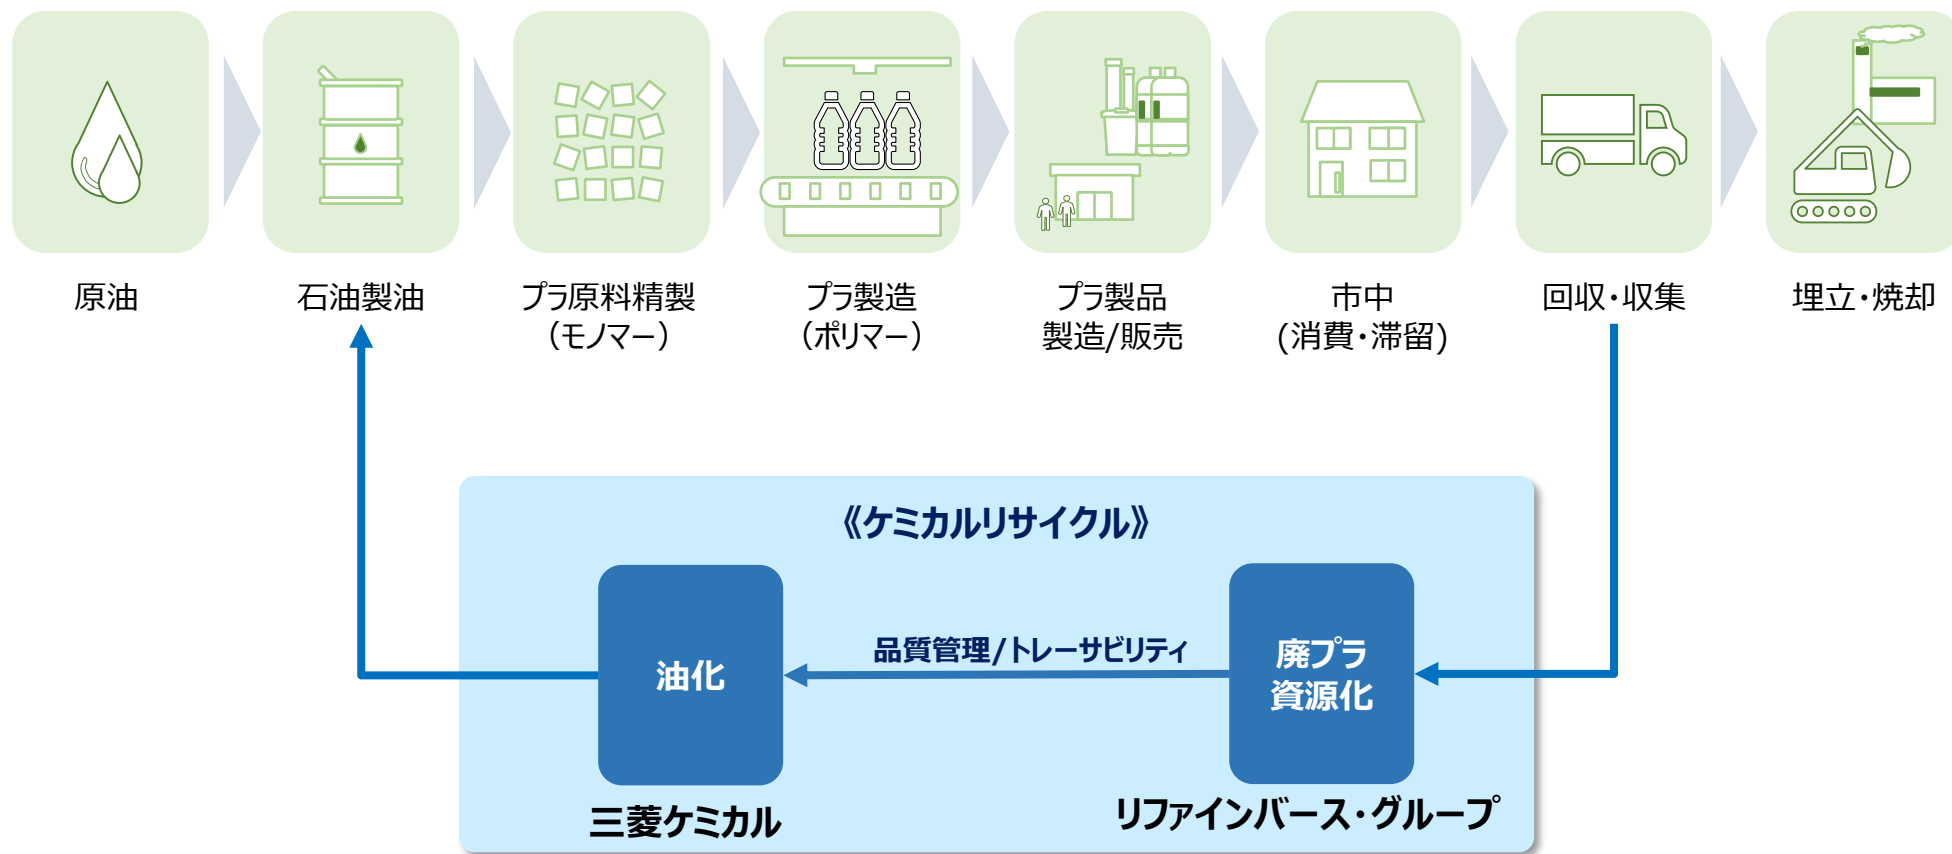 原油
石油製油
プラ原料精製
（モノマー）
プラ製造
（ポリマー）
プラ製品
製造/販売
市中
(消費・滞留)
回収・収集
埋立・焼却
《ケミカルリサイクル》
油化
品質管理/トレーサビリティ
廃プラ
資源化
三菱ケミカル
リファインバース・グループ